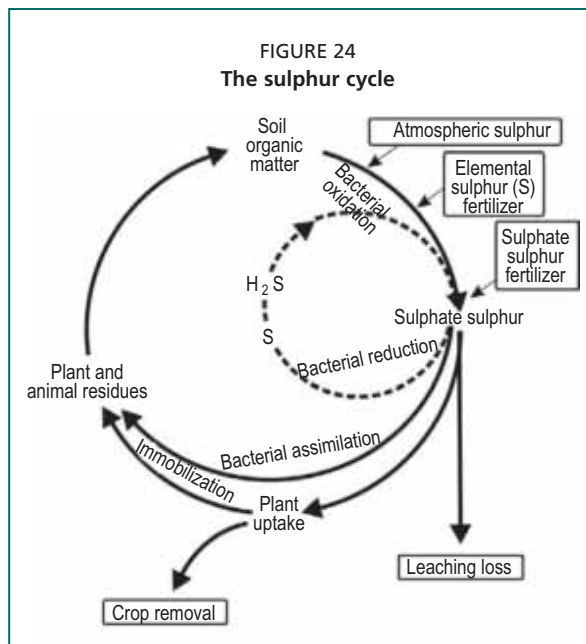 FIGURE 24
The sulphur cycle
Soil
organic
matter
Atmospheric sulphur
Elemental
sulphur (S)
fertilizer
Bacterial
oxidation
Sulphate
sulphur
fertilizer
H2S
Sulphate sulphur
S
Bacterial reduction
Plant and
animal residues
Bacterial assimilation
Immobilization
Plant
uptake
Leaching loss
Crop removal